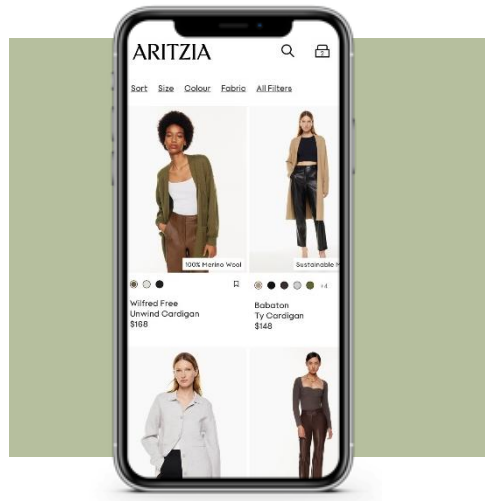 ARITZIA
Sort Size Colour Fabric All Filters
100% Merino Wool
Sustainable M
+4
Wilfred Free
Unwind Cardigan
$168
Babaton
Ty Cardigan
$148